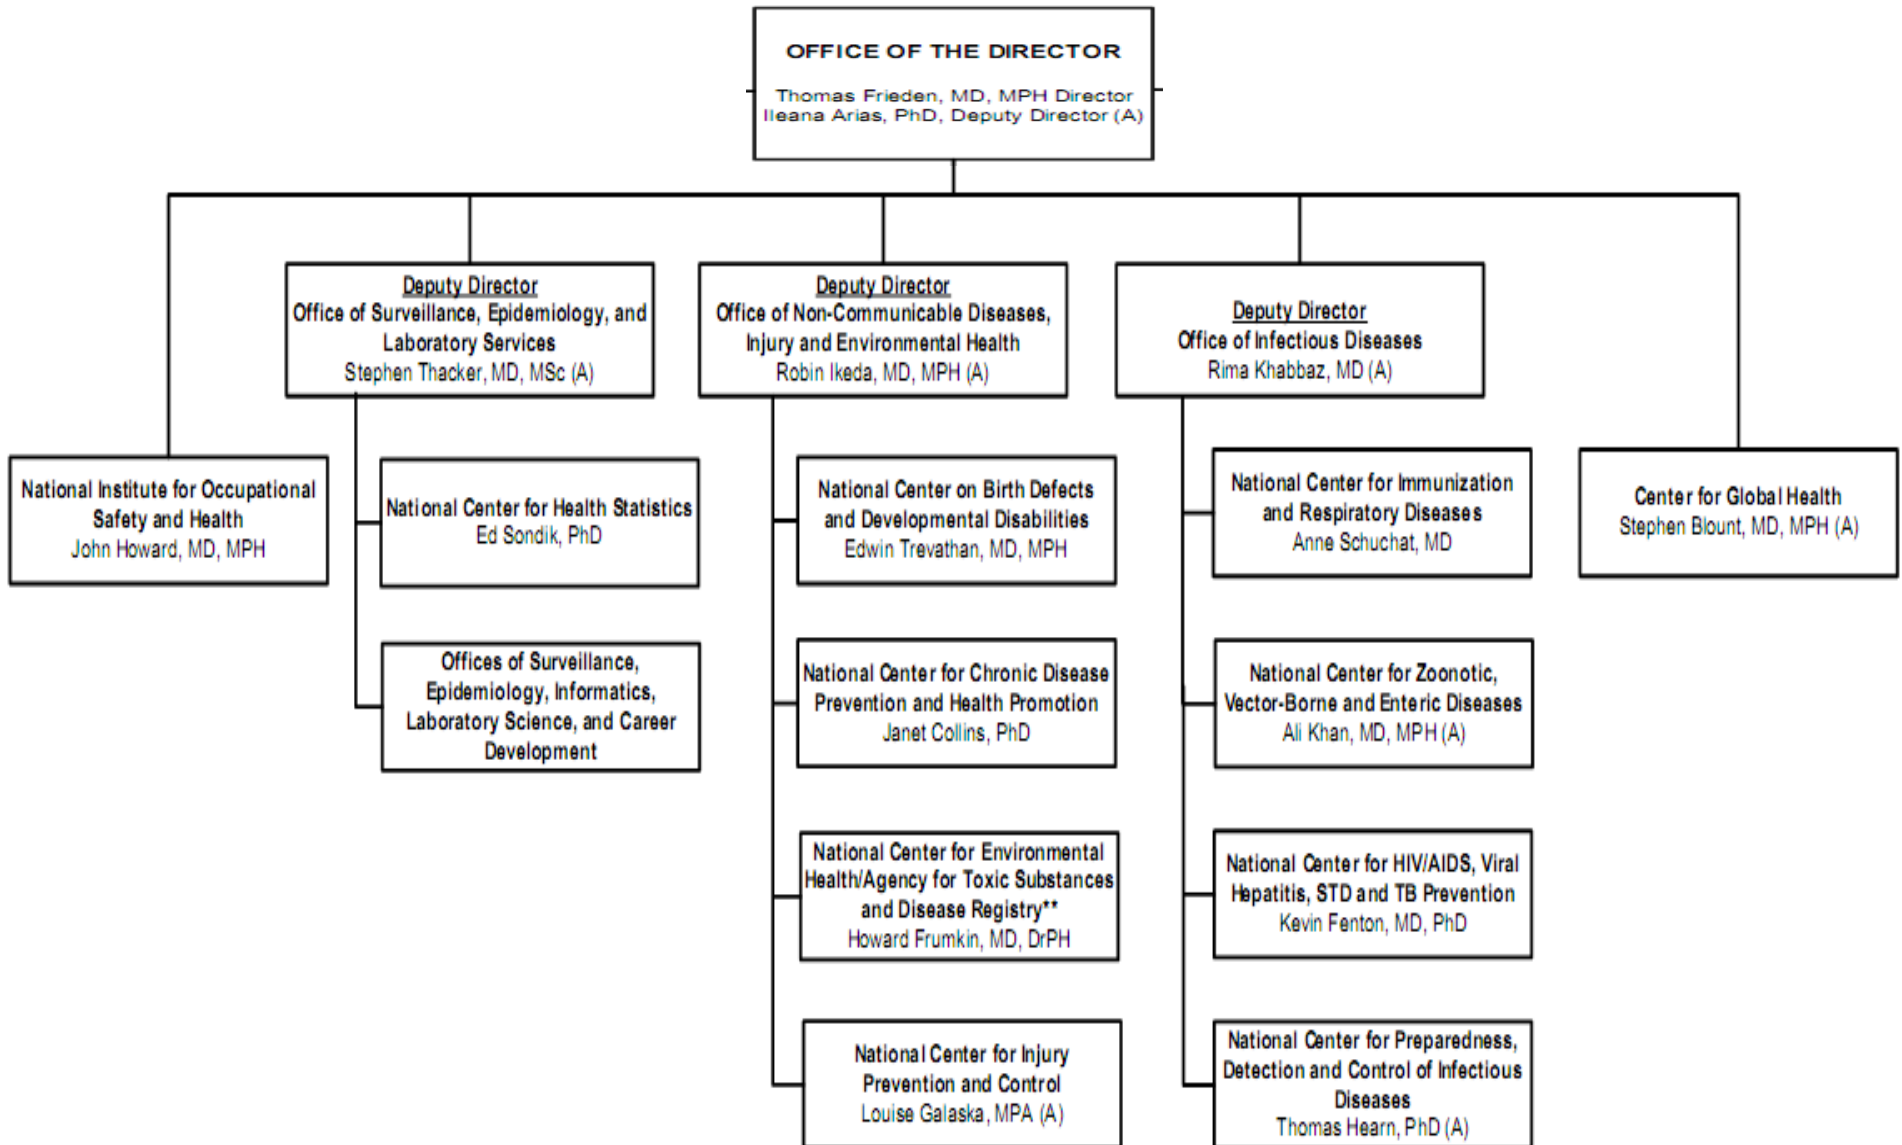 OFFICE OF THE DIRECTOR
Thomas Frieden, MD, MPH Director
Ileana Arias, PhD, Deputy Director (A)
Deputy Director
Office of Surveillance, Epidemiology, and
Laboratory Services
Stephen Thacker, MD, MSc (A)
Deputy Director
Office of Non-Communicable Diseases,
Injury and Environmental Health
Robin Ikeda, MD, MPH (A)
Deputy Director
Office of Infectious Diseases
Rima Khabbaz, MD (A)
National Institute for Occupational
Safety and Health
John Howard, MD, MPH
National Center for Health Statistics
Ed Sondik, PhD
National Center on Birth Defects
and Developmental Disabilities
Edwin Trevathan, MD, MPH
National Center for Immunization
and Respiratory Diseases
Anne Schuchat, MD
Center for Global Health
Stephen Blount, MD, MPH (A)
Offices of Surveillance,
Epidemiology, Informatics,
Laboratory Science, and Career
Development
National Center for Chronic Disease
Prevention and Health Promotion
Janet Collins, PhD
National Center for Zoonotic,
Vector-Borne and Enteric Diseases
Ali Khan, MD, MPH (A)
National Center for Environmental
Health/Agency for Toxic Substances
and Disease Registry**
Howard Frumkin, MD, DrPH
National Center for HIV/AIDS, Viral
Hepatitis, STD and TB Prevention
Kevin Fenton, MD, PhD
National Center for Injury
Prevention and Control
Louise Galaska, MPA (A)
National Center for Preparedness,
Detection and Control of Infectious
Diseases
Thomas Hearn, PhD (A)